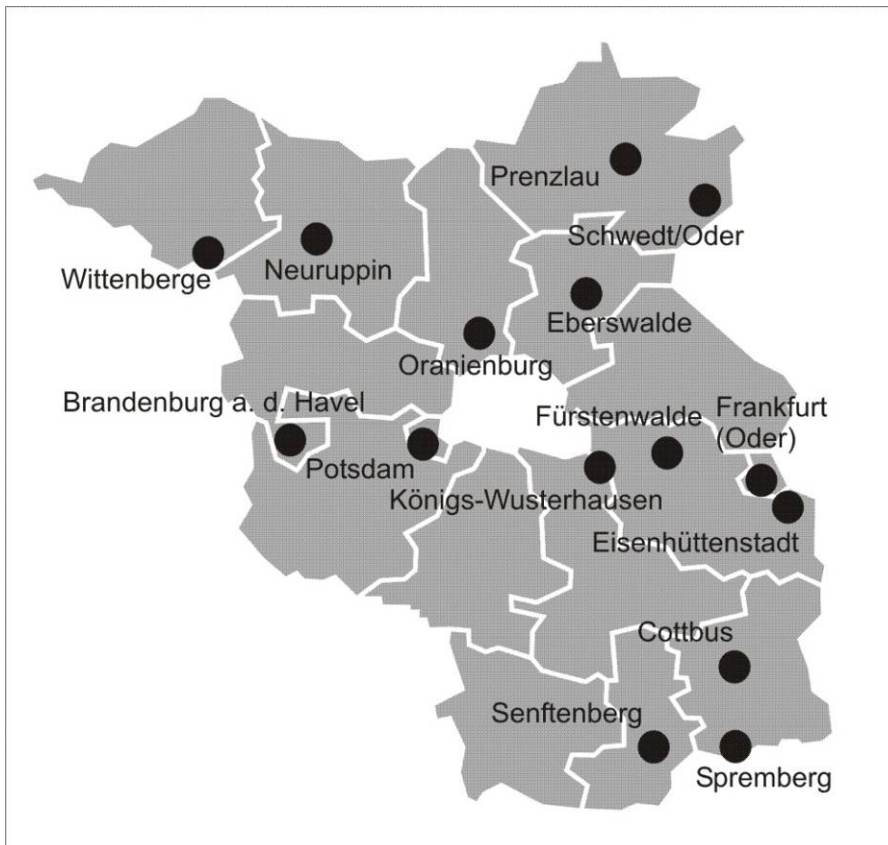 Prenzlau
Schwedt/Oder
Wittenberge
Neuruppin
Eberswalde
Oranienburg
Brandenburg a. d. Havel
Fürstenwalde
Frankfurt
(Oder)
Potsdam
Königs-Wusterhausen
Eisenhüttenstadt
Cottbus
Senftenberg
Spremberg